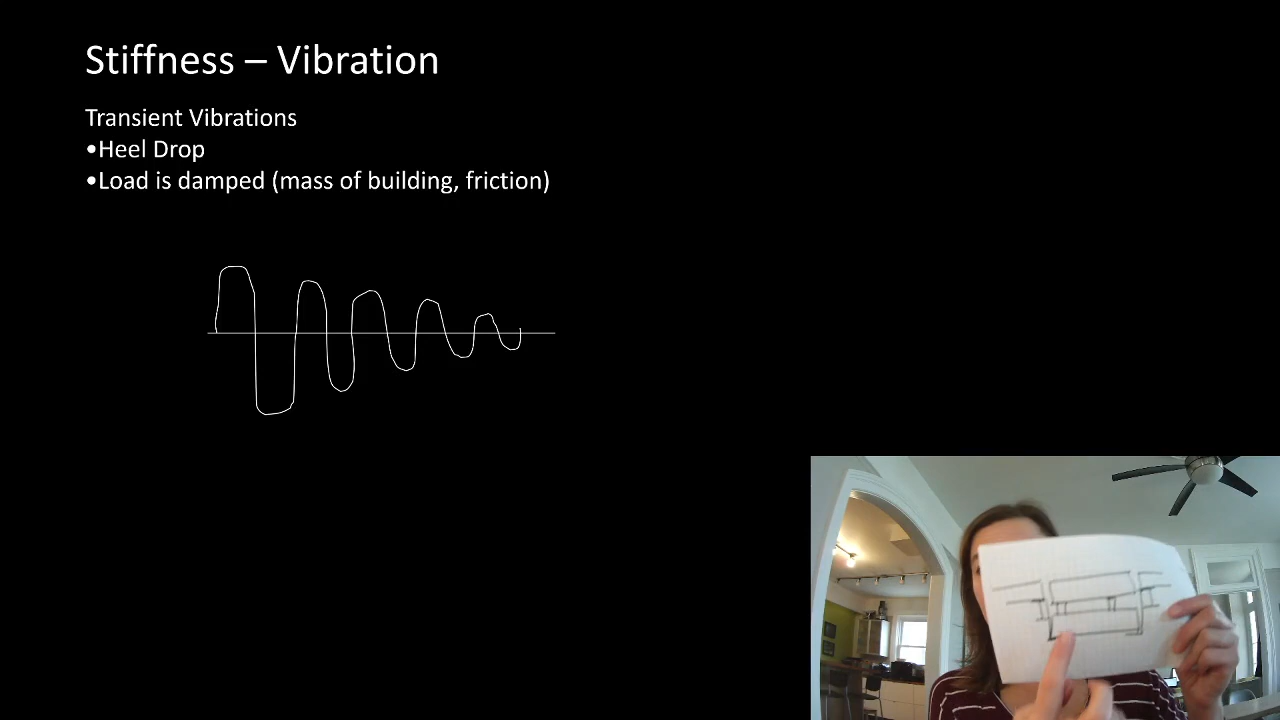 Stiffness – Vibration
Transient Vibrations
•Heel Drop
•Load is damped (mass of building, friction)